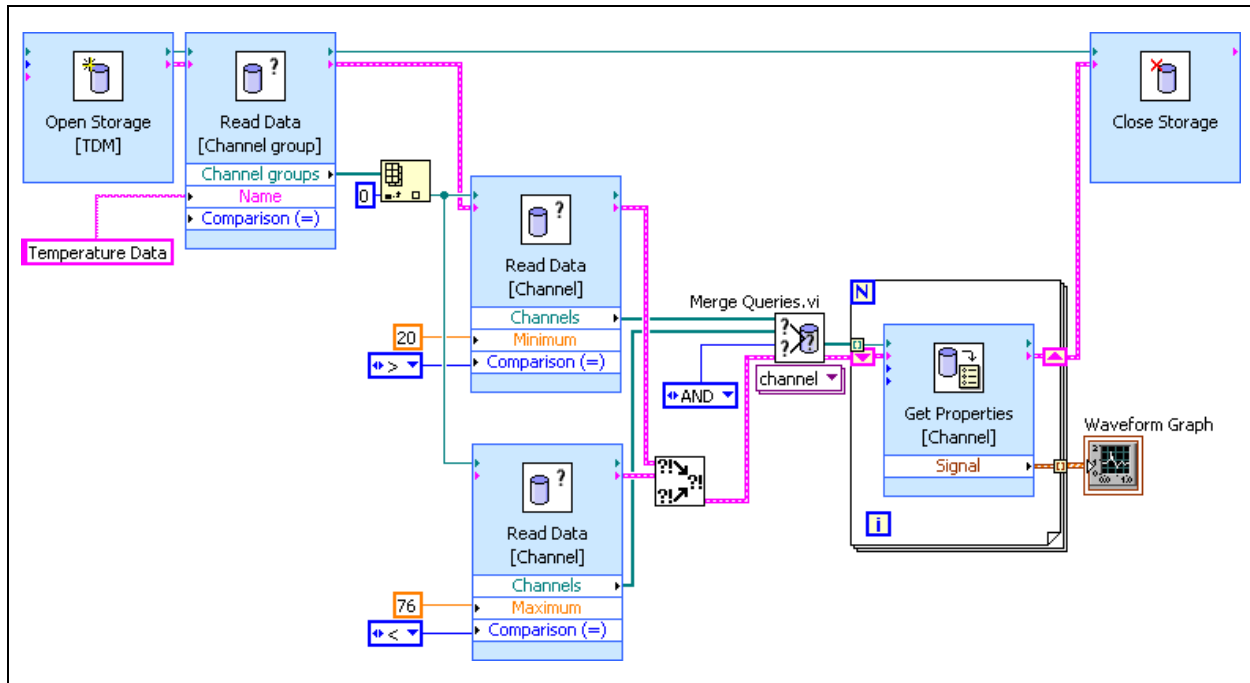 Open Storage
[TDM]
Read Data
[Channel group]
Channel groups
Name
Comparison (=)
Temperature Data
0
Read Data
[Channel]
Channels
Minimum
Comparison (=)
20
>
Read Data
[Channel]
Channels
Maximum
Comparison (=)
76
<
Merge Queries.vi
AND
channel
N
Get Properties
[Channel]
Signal
i
Waveform Graph
Close Storage